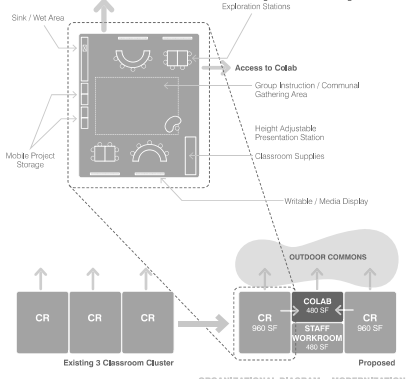 Exploration Stations
Sink / Wet Area
Access to Colab
Group Instruction / Communal
Gathering Area
Height Adjustable
Presentation Station
Mobile Project
Storage
Classroom Supplies
Writable / Media Display
OUTDOOR COMMONS
CR
CR
CR
CR
960 SF
COLAB
480 SF
STAFF
WORKROOM
480 SF
CR
960 SF
Existing 3 Classroom Cluster
Proposed